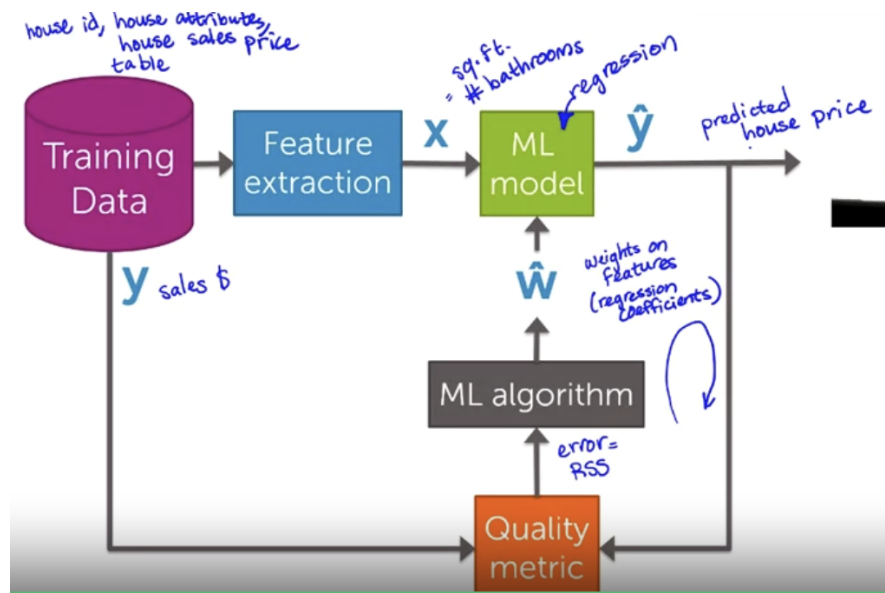 house id, house attributes,
house sales price
table
Training
Data
Feature
extraction
x
= sq.ft.
# bathrooms
regression
ML
model
ŷ
predicted
house price
y
sales $
ŵ
weights on
features
(regression
coefficients)
ML algorithm
error=
RSS
Quality
metric